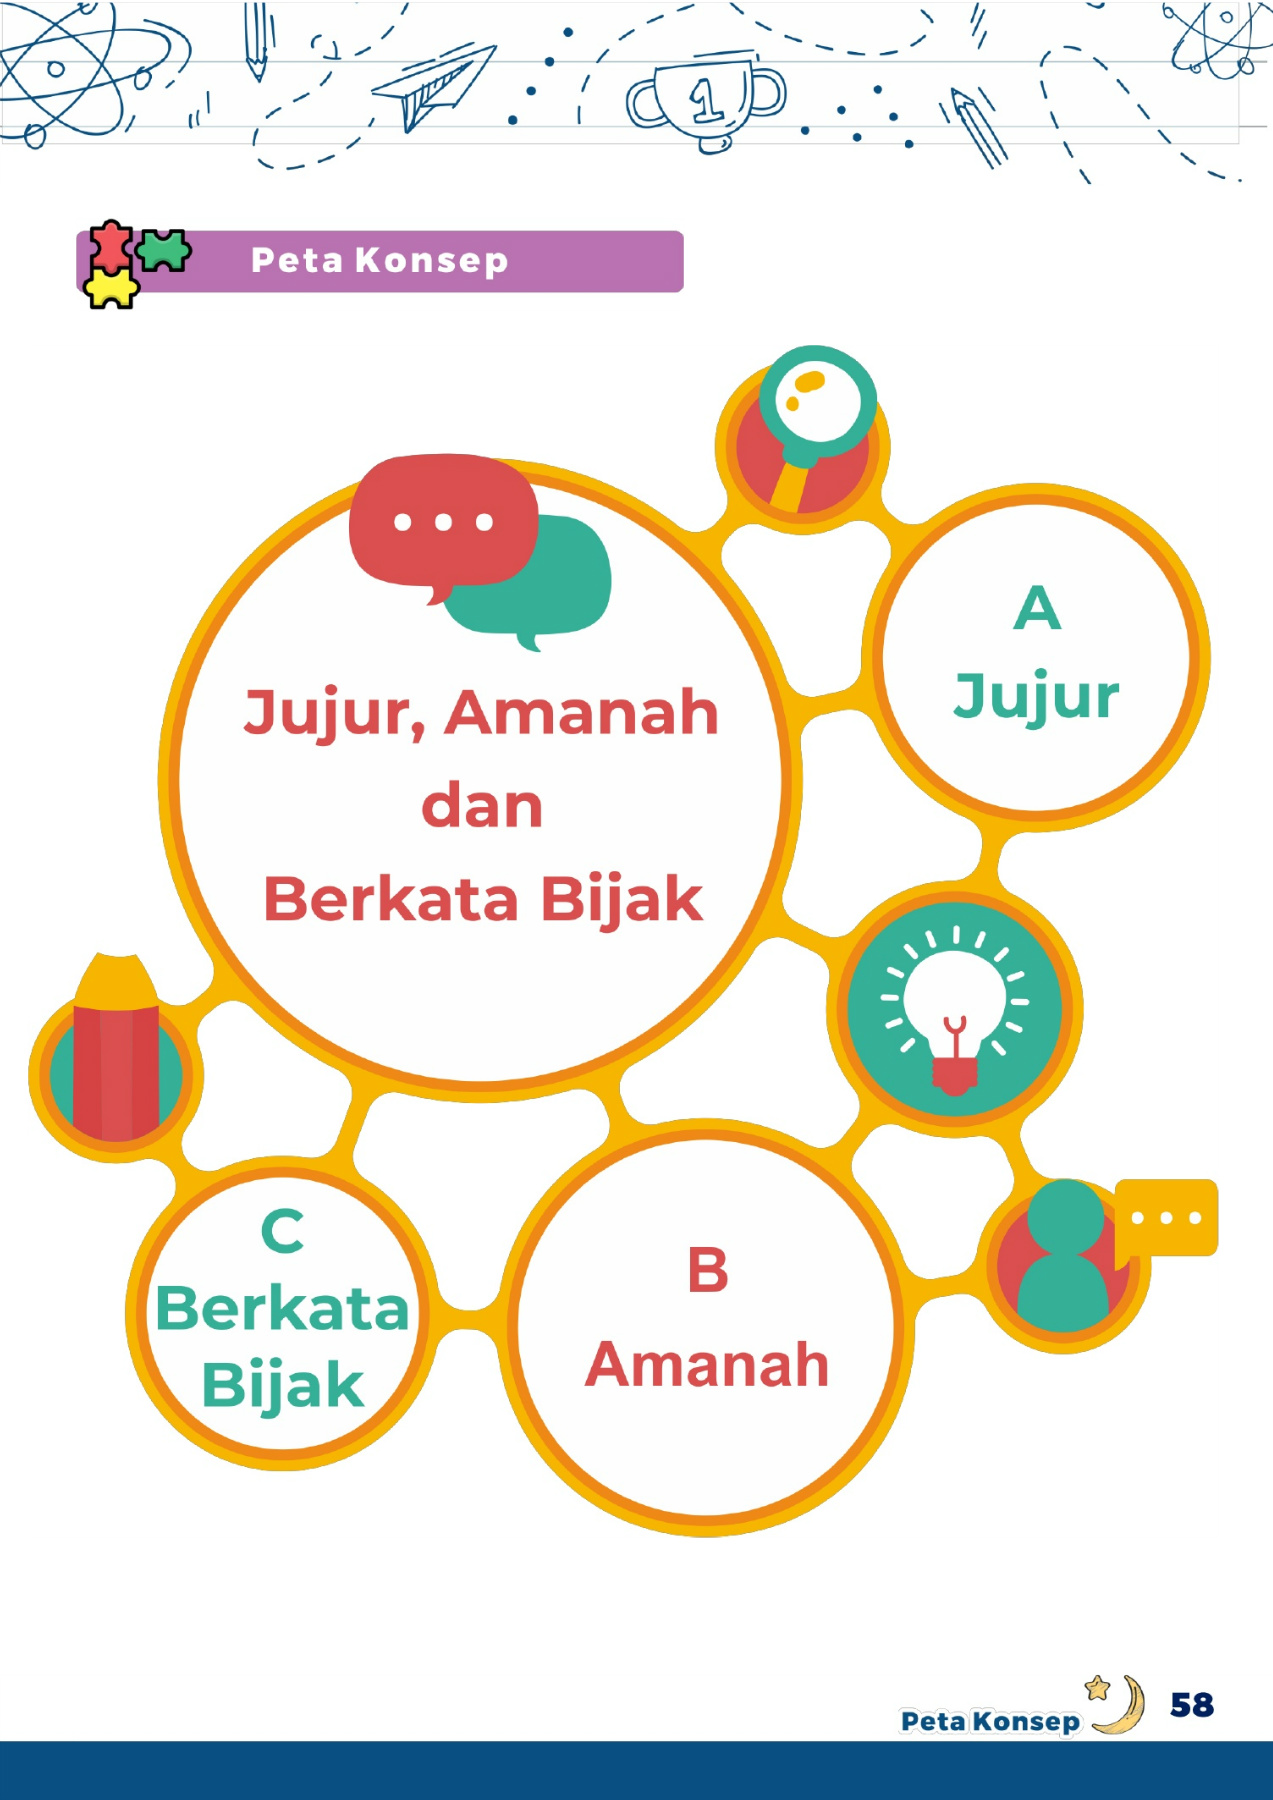 1
Peta Konsep
Jujur, Amanah
dan
Berkata Bijak
A
Jujur
B
Amanah
C
Berkata
Bijak
Peta Konsep
58